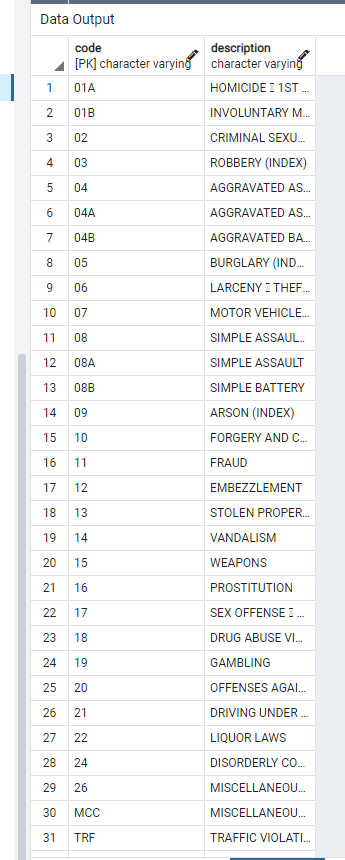 Data Output
code description
[PK] character varying character varying
1 01A HOMICIDE  1ST ...
2 01B INVOLUNTARY M...
3 02 CRIMINAL SEXU...
4 03 ROBBERY (INDEX)
5 04 AGGRAVATED AS...
6 04A AGGRAVATED AS...
7 04B AGGRAVATED BA...
8 05 BURGLARY (IND...
9 06 LARCENY  THEF...
10 07 MOTOR VEHICLE...
11 08 SIMPLE ASSAUL...
12 08A SIMPLE ASSAULT
13 08B SIMPLE BATTERY
14 09 ARSON (INDEX)
15 10 FORGERY AND C...
16 11 FRAUD
17 12 EMBEZZLEMENT
18 13 STOLEN PROPER...
19 14 VANDALISM
20 15 WEAPONS
21 16 PROSTITUTION
22 17 SEX OFFENSE  ...
23 18 DRUG ABUSE VI...
24 19 GAMBLING
25 20 OFFENSES AGAI...
26 21 DRIVING UNDER ...
27 22 LIQUOR LAWS
28 24 DISORDERLY CO...
29 26 MISCELLANEOU...
30 MCC MISCELLANEOU...
31 TRF TRAFFIC VIOLATI...